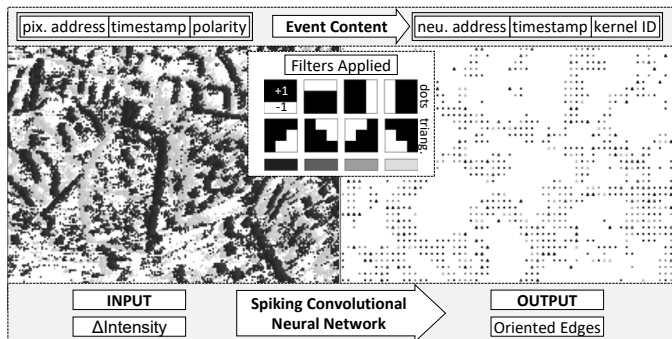 pix. address timestamp polarity
Event Content
neu. address timestamp kernel ID
Filters Applied
+1
-1
dots
triang.
INPUT
ΔIntensity
Spiking Convolutional
Neural Network
OUTPUT
Oriented Edges